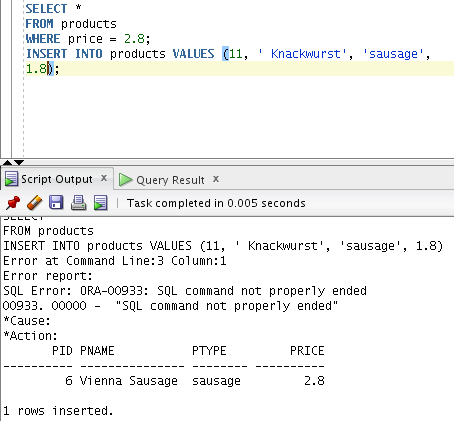 SELECT *
FROM products
WHERE price = 2.8;
INSERT INTO products VALUES (11, ' Knackwurst', 'sausage',
1.8);
Script Output x Query Result x
Task completed in 0.005 seconds
SELECT
FROM products
INSERT INTO products VALUES (11, ' Knackwurst', 'sausage', 1.8)
Error at Command Line:3 Column:1
Error report:
SQL Error: ORA-00933: SQL command not properly ended
00933. 00000 -  "SQL command not properly ended"
*Cause:
*Action:
       PID PNAME           PTYPE         PRICE
---------- --------------- -------- ----------
         6 Vienna Sausage  sausage         2.8
1 rows inserted.